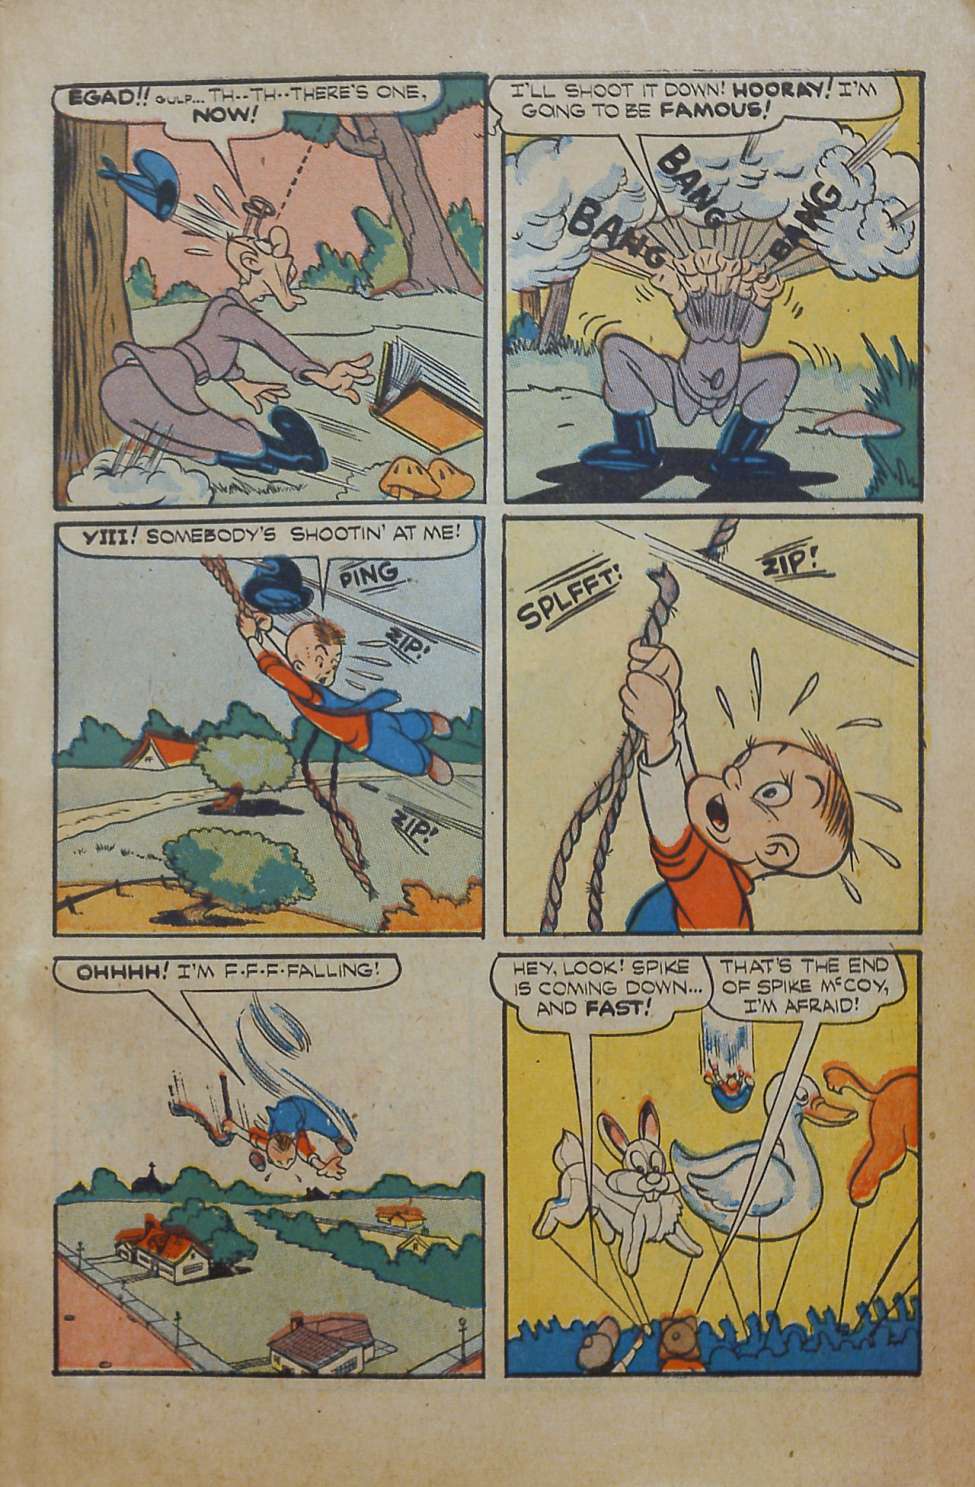 EGAD!! GULP... TH--TH--THERE'S ONE,
NOW!
I'LL SHOOT IT DOWN! HOORAY! I'M
GOING TO BE FAMOUS!
BANG
BANG
BANG
BANG
YIII! SOMEBODY'S SHOOTIN' AT ME!
PING
ZIP!
ZIP!
SPLFFT!
ZIP!
OHHHH! I'M F-F-F-FALLING!
HEY, LOOK! SPIKE
IS COMING DOWN...
AND FAST!
THAT'S THE END
OF SPIKE McCOY,
I'M AFRAID!